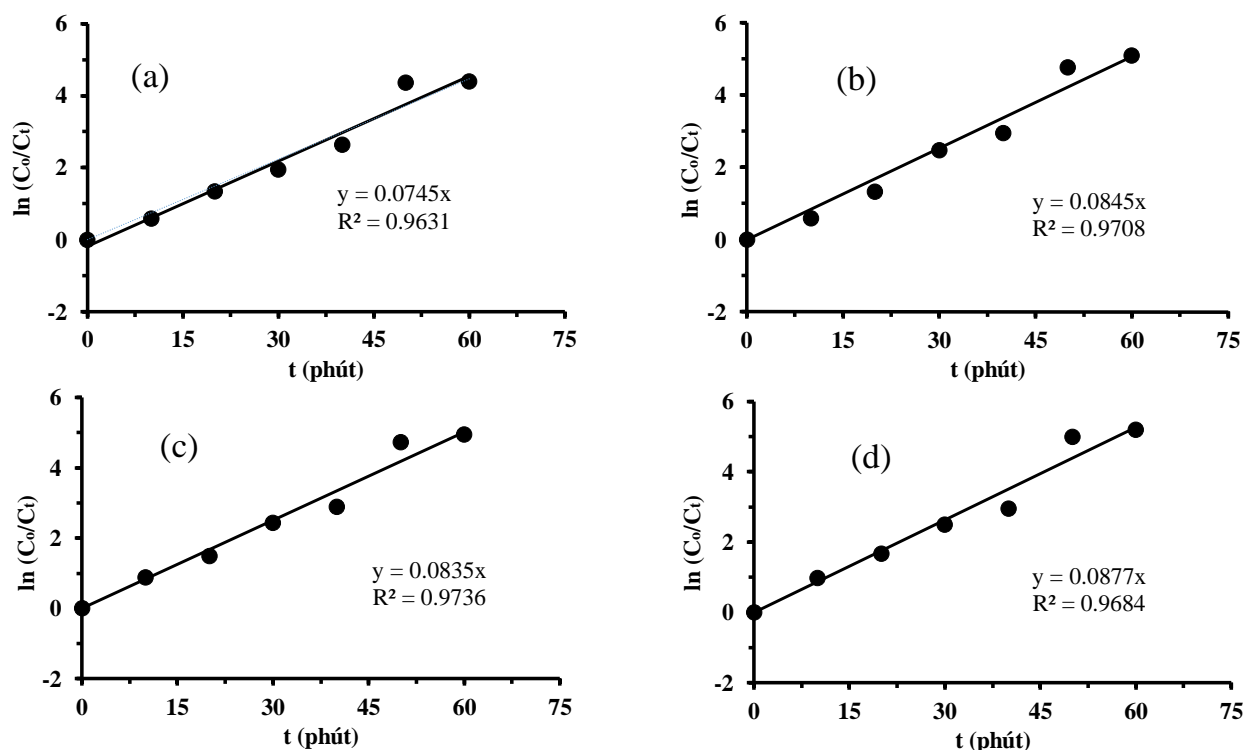 6
4
2
0
-2
ln (Cₒ/Cₜ)
(a)
y = 0.0745x
R² = 0.9631
0 15 30 45 60 75
t (phút)
6
4
2
0
-2
ln (Cₒ/Cₜ)
(b)
y = 0.0845x
R² = 0.9708
0 15 30 45 60 75
t (phút)
6
4
2
0
-2
ln (Cₒ/Cₜ)
(c)
y = 0.0835x
R² = 0.9736
0 15 30 45 60 75
t (phút)
6
4
2
0
-2
ln (Cₒ/Cₜ)
(d)
y = 0.0877x
R² = 0.9684
0 15 30 45 60 75
t (phút)